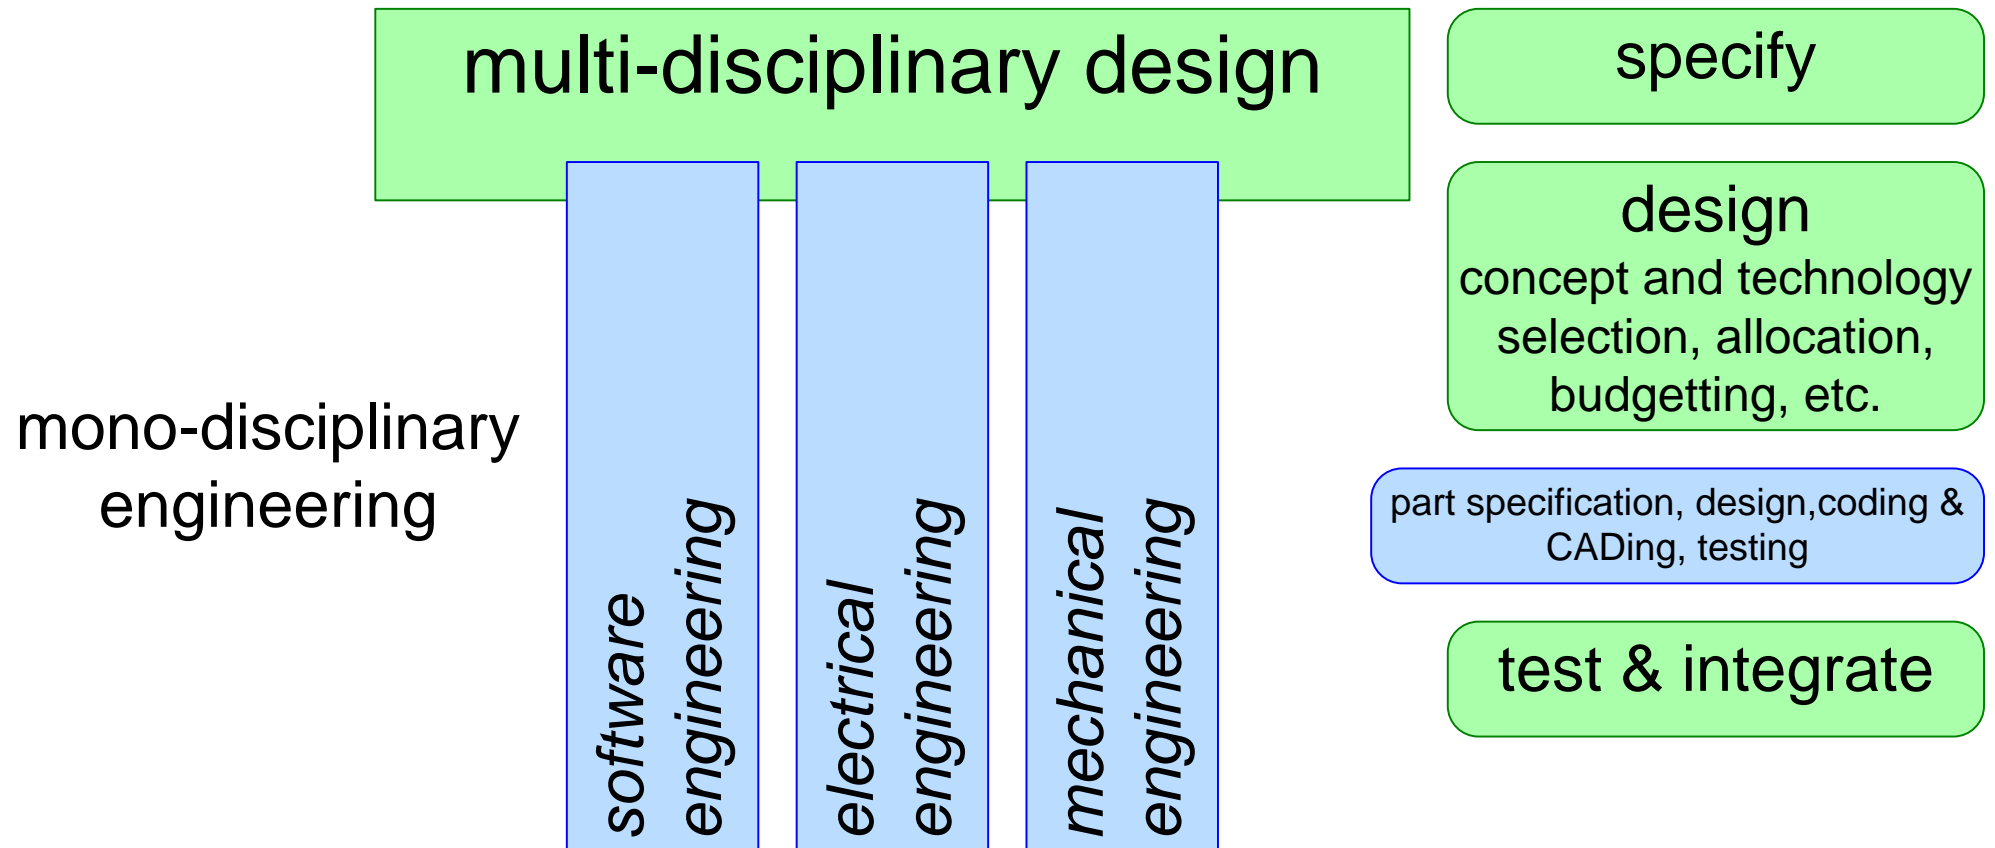 multi-disciplinary design
mono-disciplinary
engineering
software
engineering
electrical
engineering
mechanical
engineering
specify
design
concept and technology
selection, allocation,
budgetting, etc.
part specification, design,coding &
CADing, testing
test & integrate